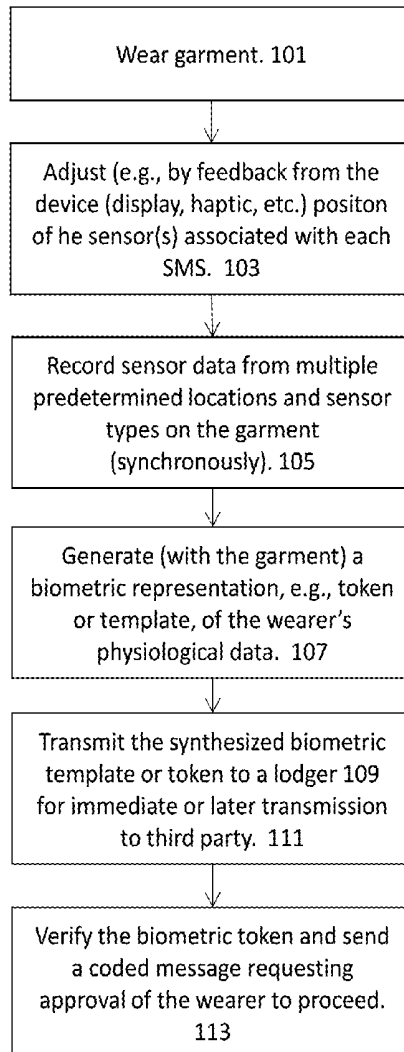 Wear garment. 101
Adjust (e.g., by feedback from the
device (display, haptic, etc.) positon
of he sensor(s) associated with each
SMS. 103
Record sensor data from multiple
predetermined locations and sensor
types on the garment
(synchronously). 105
Generate (with the garment) a
biometric representation, e.g., token
or template, of the wearer's
physiological data. 107
Transmit the synthesized biometric
template or token to a lodger 109
for immediate or later transmission
to third party. 111
Verify the biometric token and send
a coded message requesting
approval of the wearer to proceed.
113